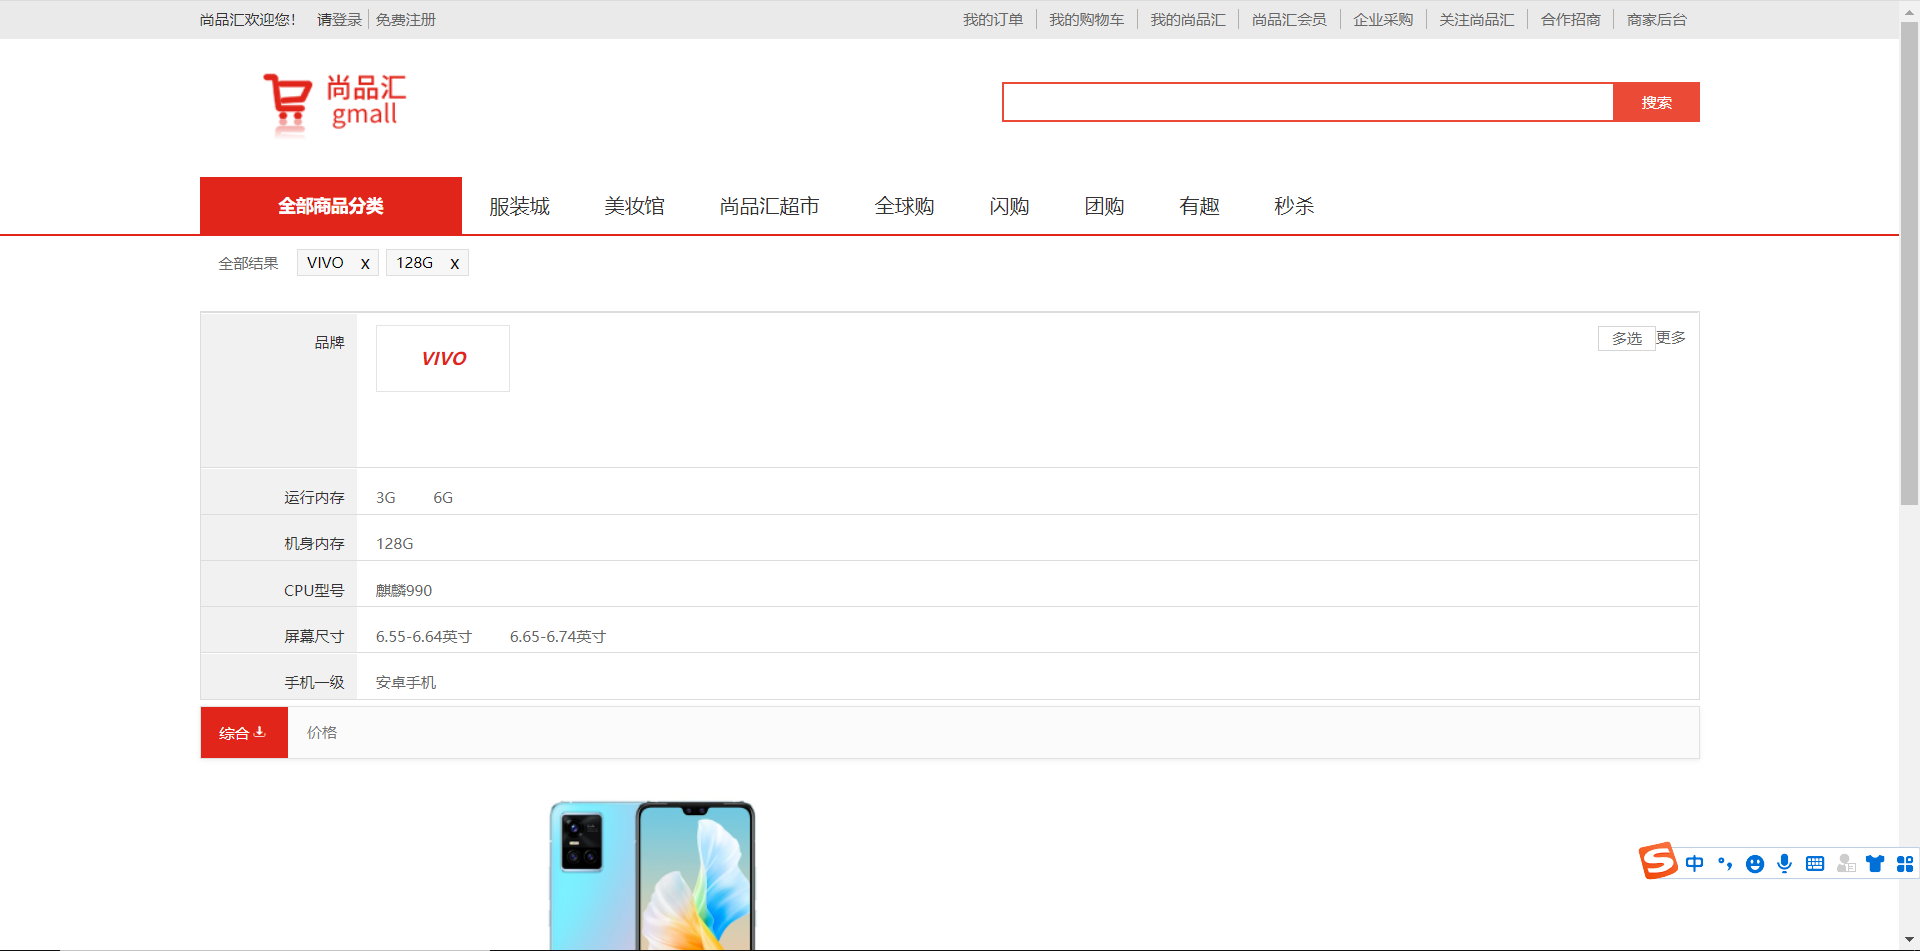 尚品汇欢迎您! 请登录 免费注册 我的订单 我的购物车 我的尚品汇 尚品汇会员 企业采购 关注尚品汇 合作招商 商家后台
尚品汇
gmall
搜索
全部商品分类 服装城 美妆馆 尚品汇超市 全球购 闪购 团购 有趣 秒杀
全部结果 VIVO x 128G x
品牌 VIVO 多选 更多
运行内存 3G 6G
机身内存 128G
CPU型号 麒麟990
屏幕尺寸 6.55-6.64英寸 6.65-6.74英寸
手机一级 安卓手机
综合 价格
S 中